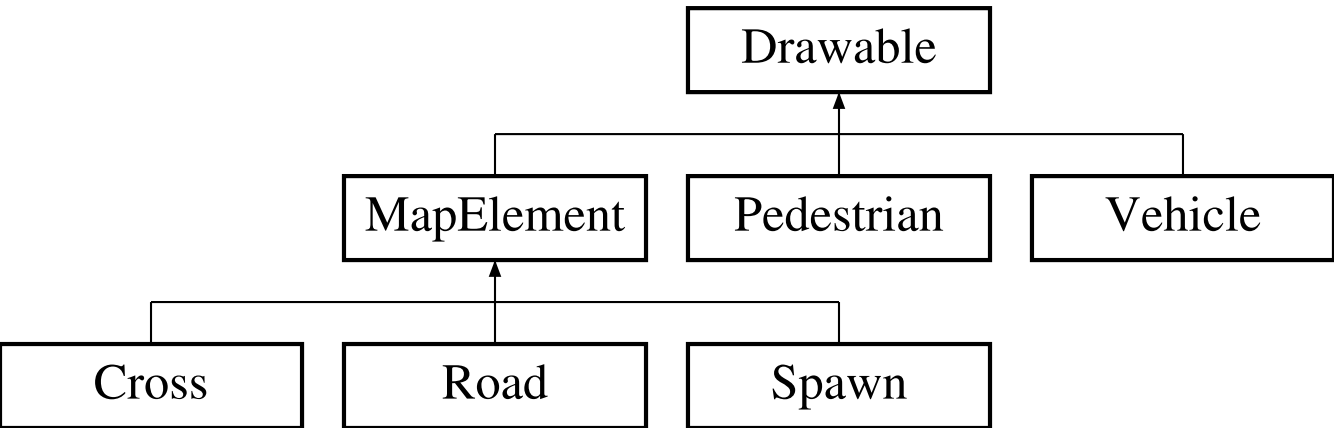 Drawable
MapElement
Pedestrian
Vehicle
Cross
Road
Spawn